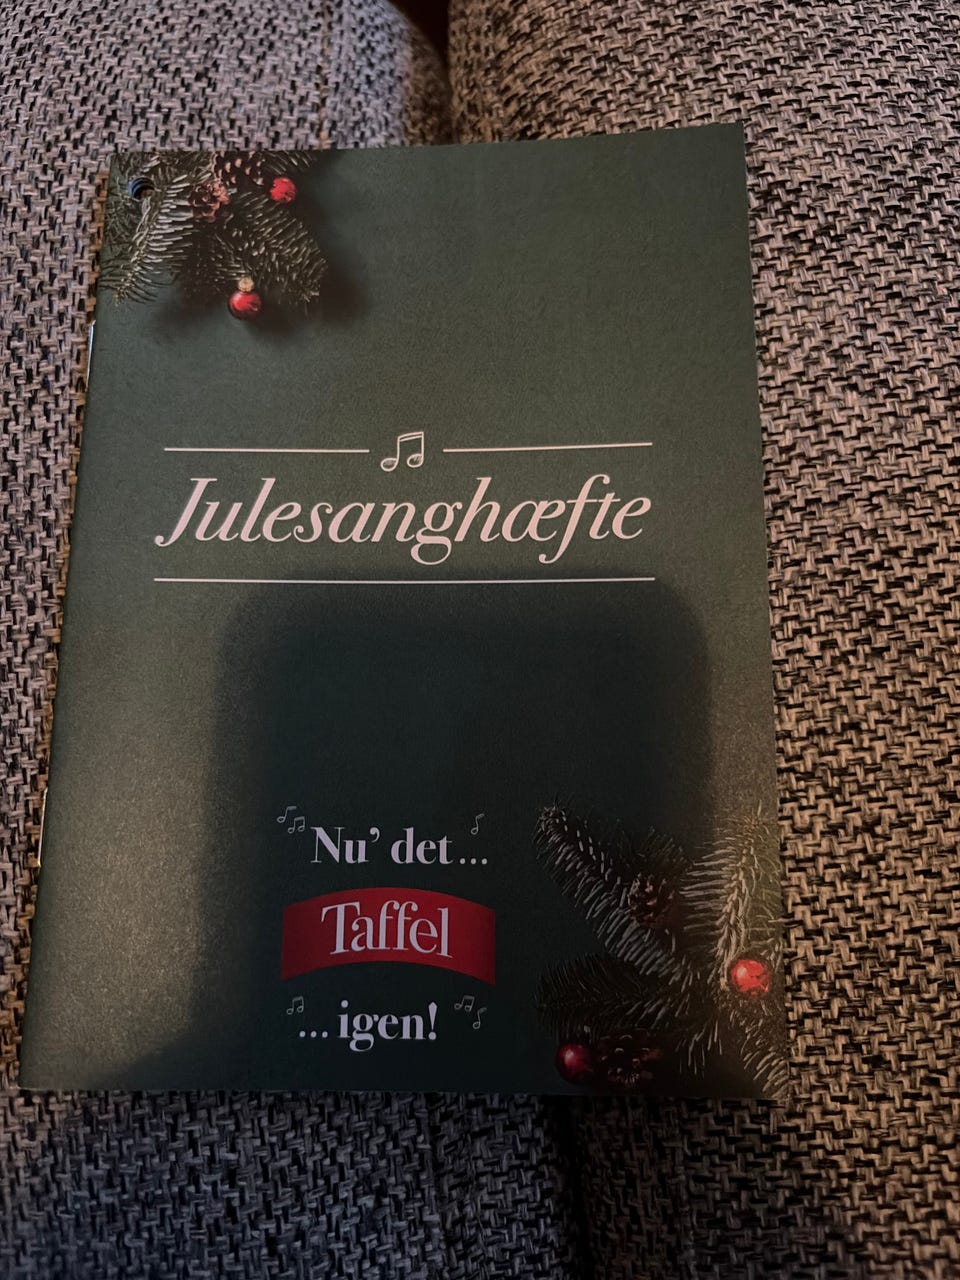 Julesanghæfte
Nu’ det...
Taffel
... igen!